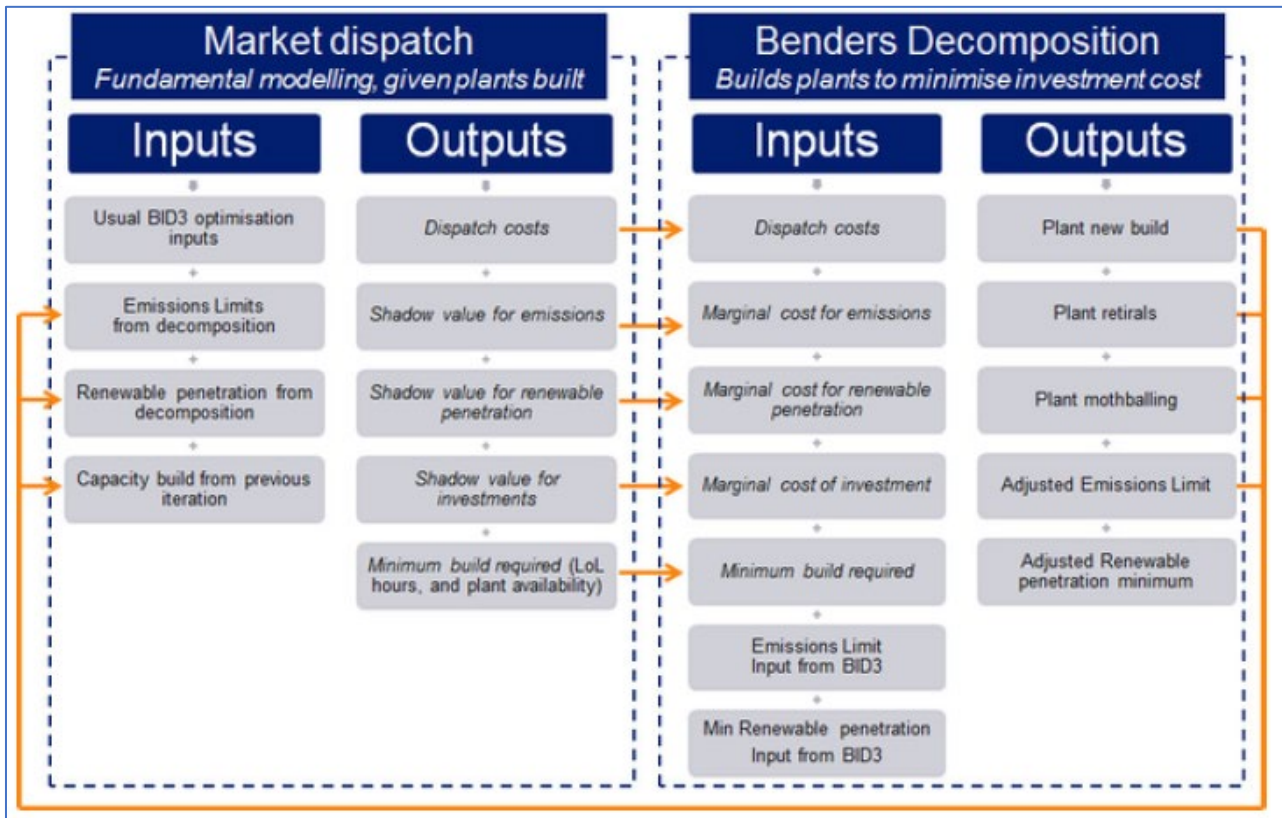 Market dispatch
Fundamental modelling, given plants built
Inputs
Usual BID3 optimisation
inputs
Emissions Limits
from decomposition
Renewable penetration from
decomposition
Capacity build from previous
iteration
Outputs
Dispatch costs
Shadow value for emissions
Shadow value for renewable
penetration
Shadow value for
investments
Minimum build required (LoL
hours, and plant availability)
Benders Decomposition
Builds plants to minimise investment cost
Inputs
Dispatch costs
Marginal cost for emissions
Marginal cost for renewable
penetration
Marginal cost of investment
Minimum build required
Emissions Limit
Input from BID3
Min Renewable penetration
Input from BID3
Outputs
Plant new build
Plant retirals
Plant mothballing
Adjusted Emissions Limit
Adjusted Renewable
penetration minimum